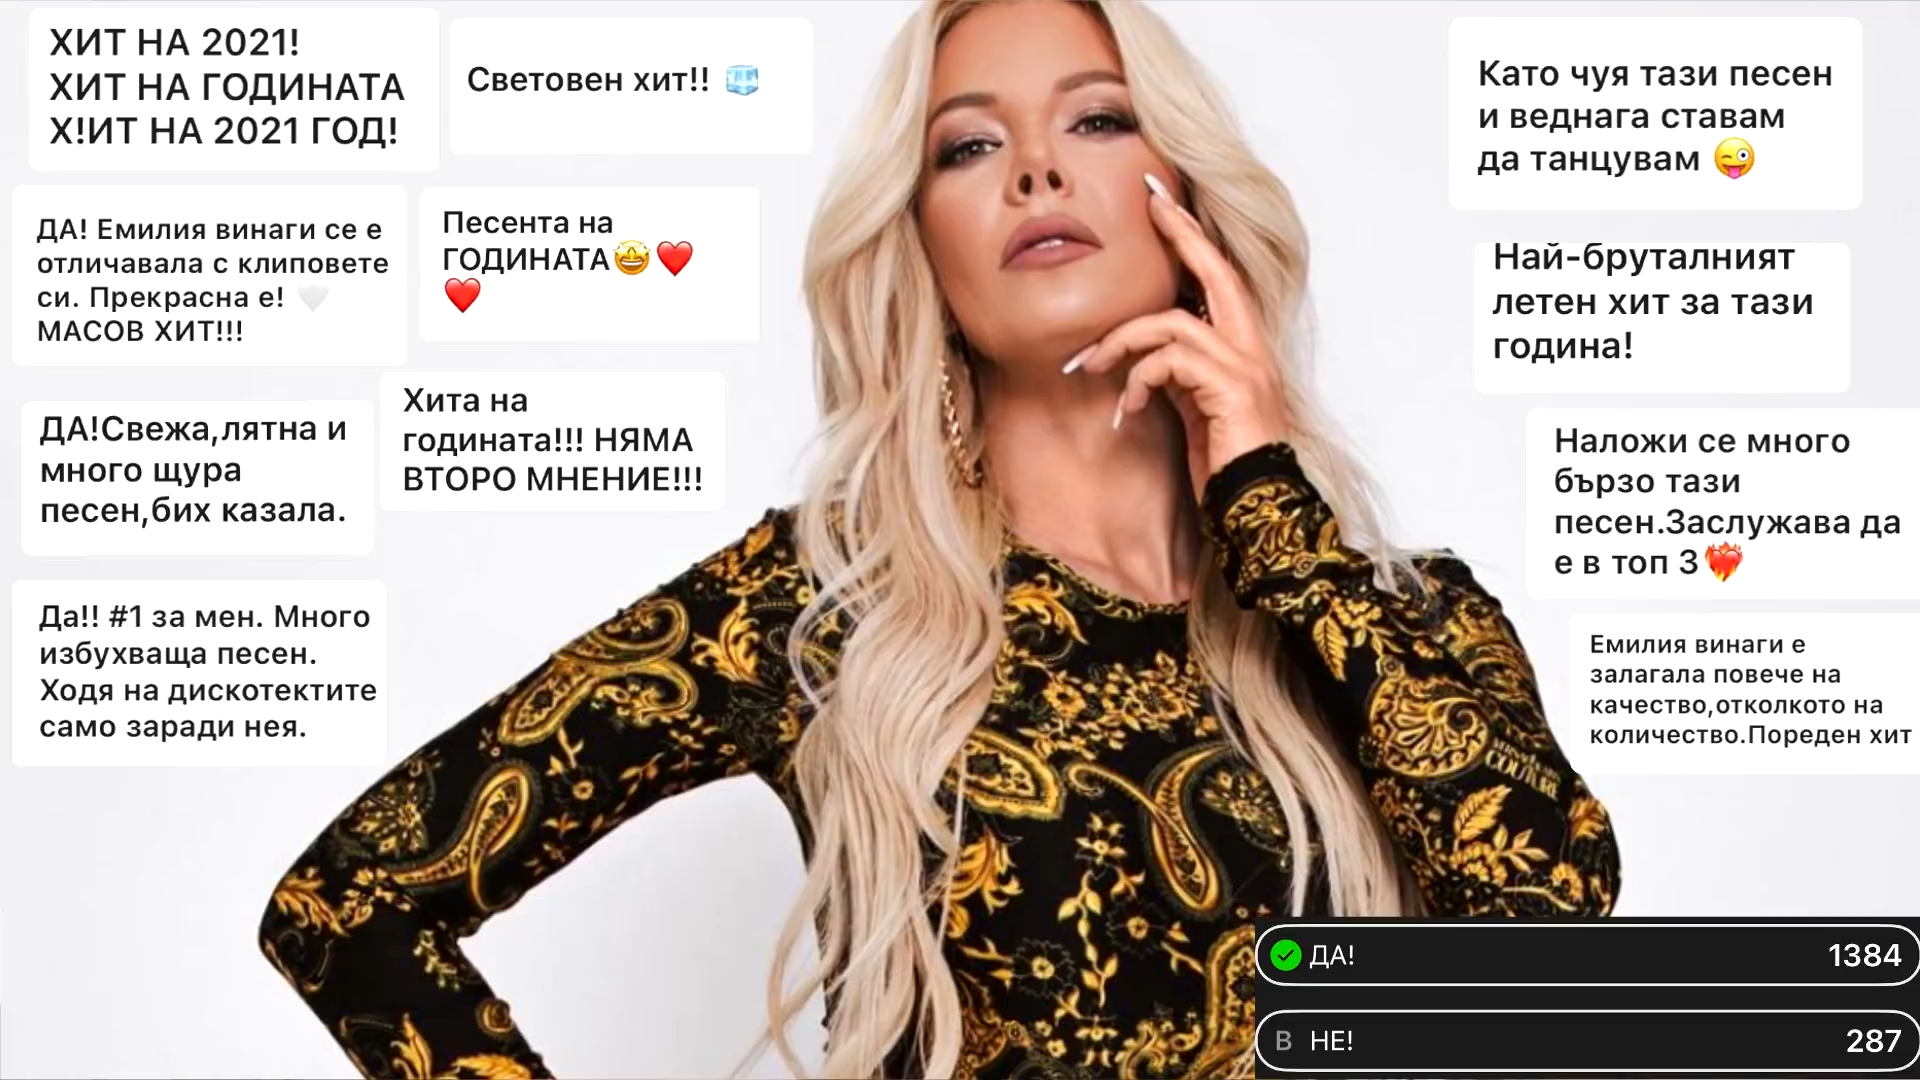 ХИТ НА 2021!
ХИТ НА ГОДИНАТА
Х!ИТ НА 2021 ГОД!
Световен хит!! 🧊
ДА! Емилия винаги се е
отличавала с клиповете
си. Прекрасна е! 🤍
МАСОВ ХИТ!!!
Песента на
ГОДИНАТА🤩❤️
❤️
ДА!Свежа,лятна и
много щура
песен,бих казала.
Хита на
годината!!! НЯМА
ВТОРО МНЕНИЕ!!!
Да!! #1 за мен. Много
избухваща песен.
Ходя на дискотектите
само заради нея.
Като чуя тази песен
и веднага ставам
да танцувам 😜
Най-бруталният
летен хит за тази
година!
Наложи се много
бързо тази
песен.Заслужава да
е в топ 3❤️‍🔥
Емилия винаги е
залагала повече на
качество,отколкото на
количество.Пореден хит
COUTURE
ДА! 1384
B НЕ! 287